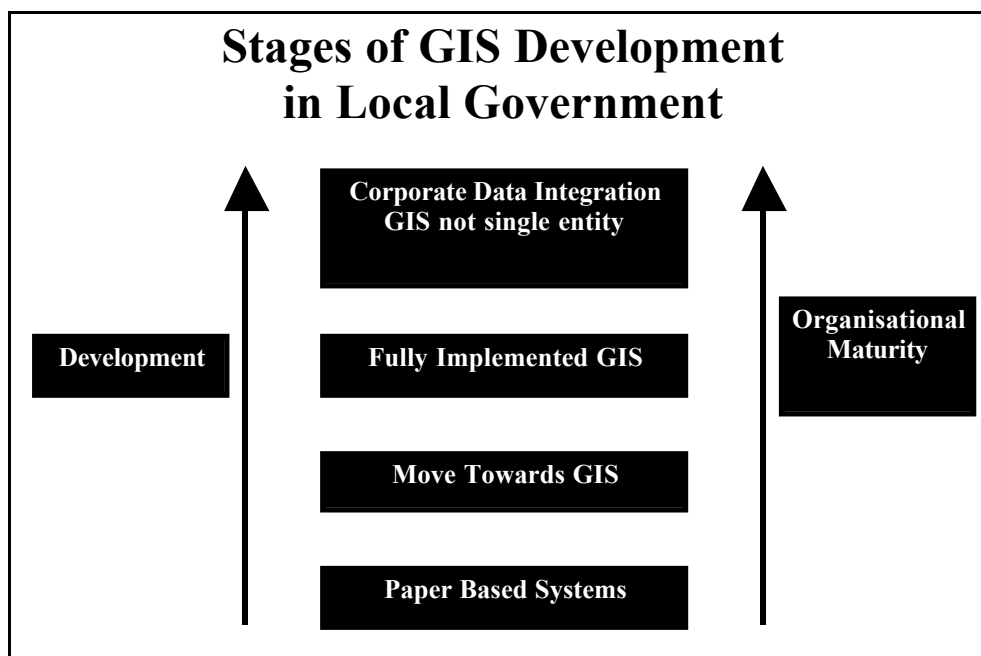 Stages of GIS Development
in Local Government
Corporate Data Integration
GIS not single entity
Organisational
Maturity
Development
Fully Implemented GIS
Move Towards GIS
Paper Based Systems